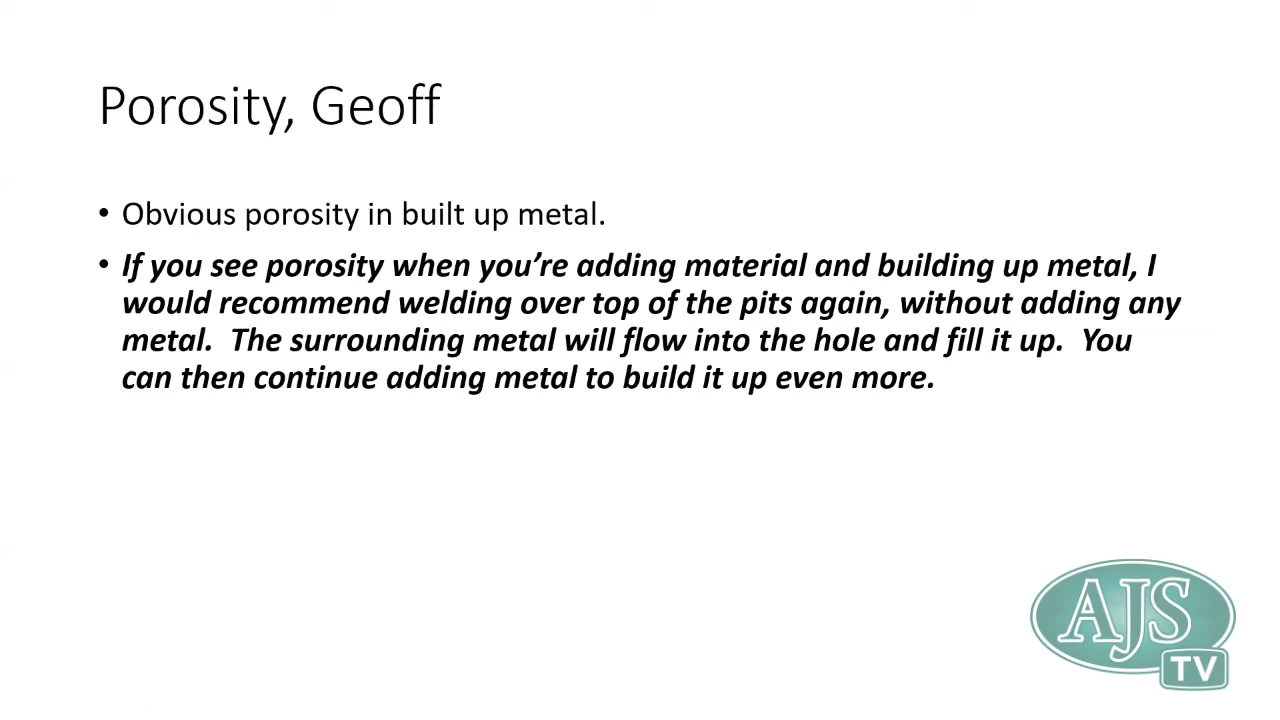 Porosity, Geoff
• Obvious porosity in built up metal.
• If you see porosity when you’re adding material and building up metal, I
would recommend welding over top of the pits again, without adding any
metal.  The surrounding metal will flow into the hole and fill it up.  You
can then continue adding metal to build it up even more.
AJS
TV